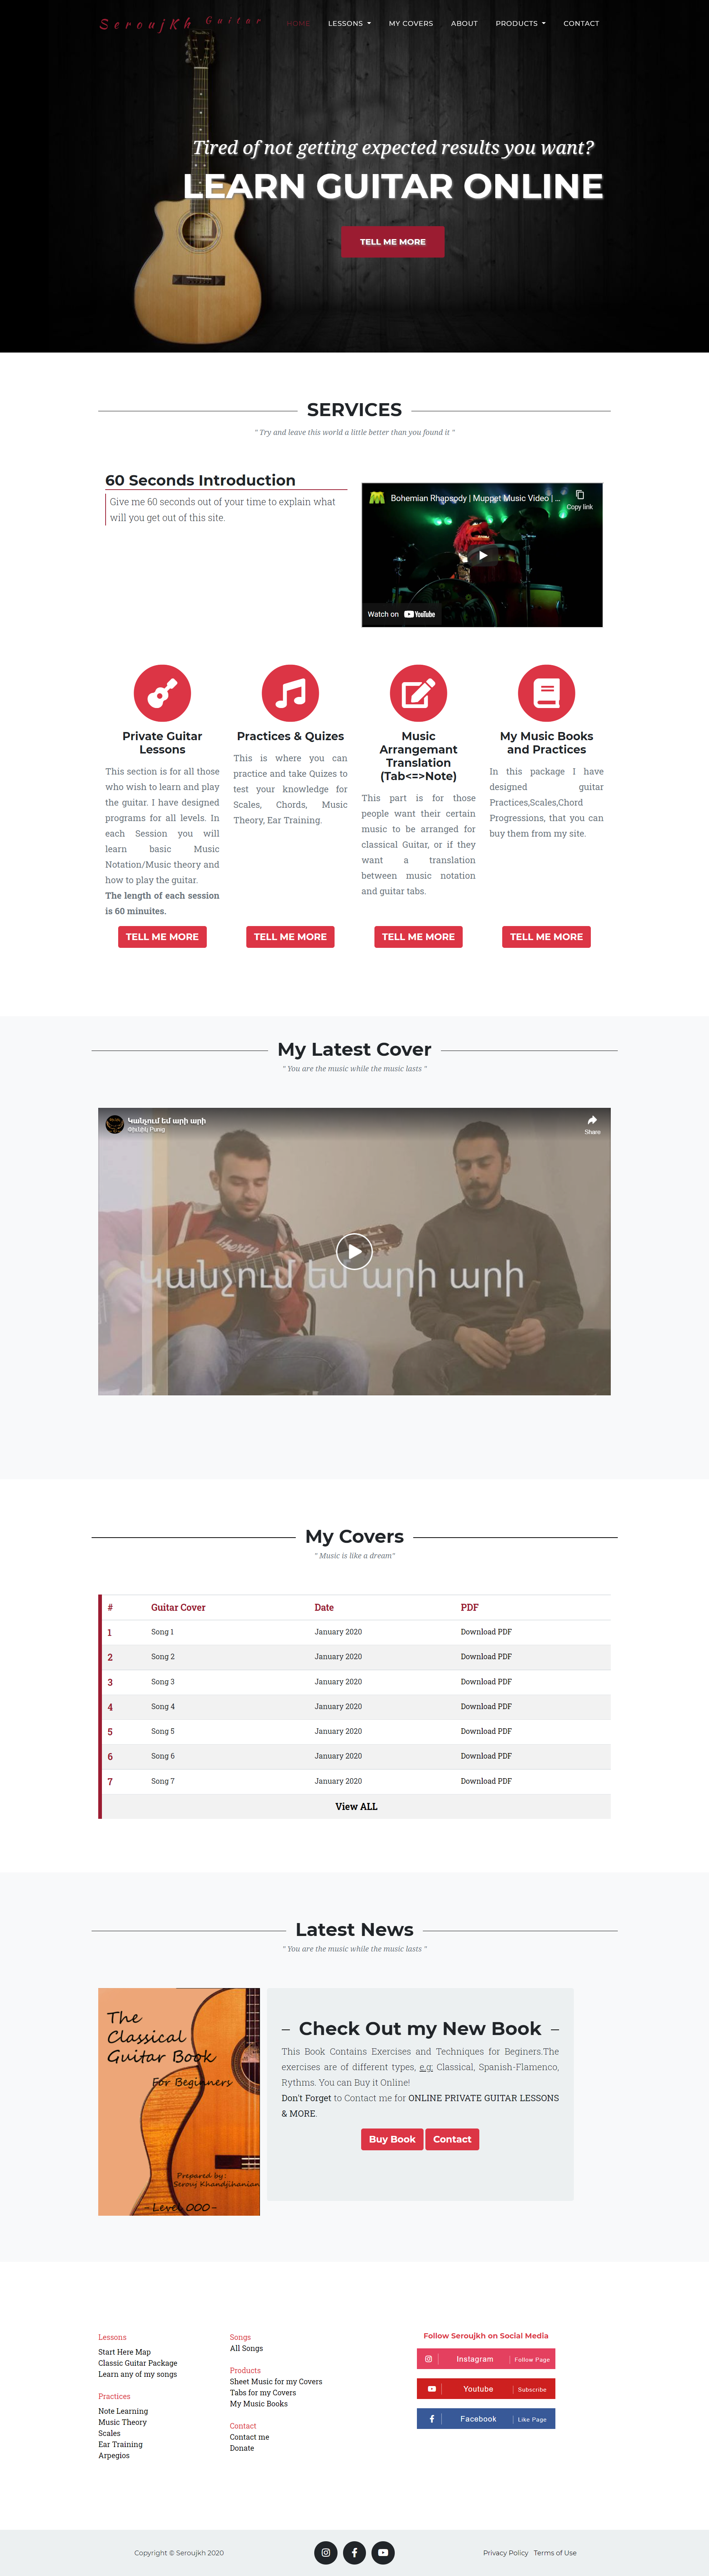 SeroujKh Guitar
HOME LESSONS MY COVERS ABOUT PRODUCTS CONTACT
Tired of not getting expected results you want?
LEARN GUITAR ONLINE
TELL ME MORE
SERVICES
" Try and leave this world a little better than you found it "
60 Seconds Introduction
Give me 60 seconds out of your time to explain what
will you get out of this site.
Bohemian Rhapsody | Muppet Music Video | ...
Copy link
Watch on YouTube
Private Guitar
Lessons
This section is for all those
who wish to learn and play
the guitar. I have designed
programs for all levels. In
each Session you will
learn basic Music
Notation/Music theory and
how to play the guitar.
The length of each session
is 60 minuites.
TELL ME MORE
Practices & Quizes
This is where you can
practice and take Quizes to
test your knowledge for
Scales, Chords, Music
Theory, Ear Training.
TELL ME MORE
Music
Arrangemant
Translation
(Tab<=>Note)
This part is for those
people want their certain
music to be arranged for
classical Guitar, or if they
want a translation
between music notation
and guitar tabs.
TELL ME MORE
My Music Books
and Practices
In this package I have
designed guitar
Practices,Scales,Chord
Progressions, that you can
buy them from my site.
TELL ME MORE
My Latest Cover
" You are the music while the music lasts "
Կանչում եմ արի արի
Փիւնիկ Punig
Share
Կանչում եմ արի արի
My Covers
" Music is like a dream"
# Guitar Cover Date PDF
1 Song 1 January 2020 Download PDF
2 Song 2 January 2020 Download PDF
3 Song 3 January 2020 Download PDF
4 Song 4 January 2020 Download PDF
5 Song 5 January 2020 Download PDF
6 Song 6 January 2020 Download PDF
7 Song 7 January 2020 Download PDF
View ALL
Latest News
" You are the music while the music lasts "
The
Classical
Guitar Book
For Beginners
Prepared by:
Serouj Khandjihanian
-Level 000-
Check Out my New Book
This Book Contains Exercises and Techniques for Beginers.The
exercises are of different types, e.g: Classical, Spanish-Flamenco,
Rythms. You can Buy it Online!
Don't Forget to Contact me for ONLINE PRIVATE GUITAR LESSONS
& MORE.
Buy Book Contact
Lessons
Start Here Map
Classic Guitar Package
Learn any of my songs
Practices
Note Learning
Music Theory
Scales
Ear Training
Arpegios
Songs
All Songs
Products
Sheet Music for my Covers
Tabs for my Covers
My Music Books
Contact
Contact me
Donate
Follow Seroujkh on Social Media
Instagram Follow Page
Youtube Subscribe
Facebook Like Page
Copyright © Seroujkh 2020
Privacy Policy Terms of Use